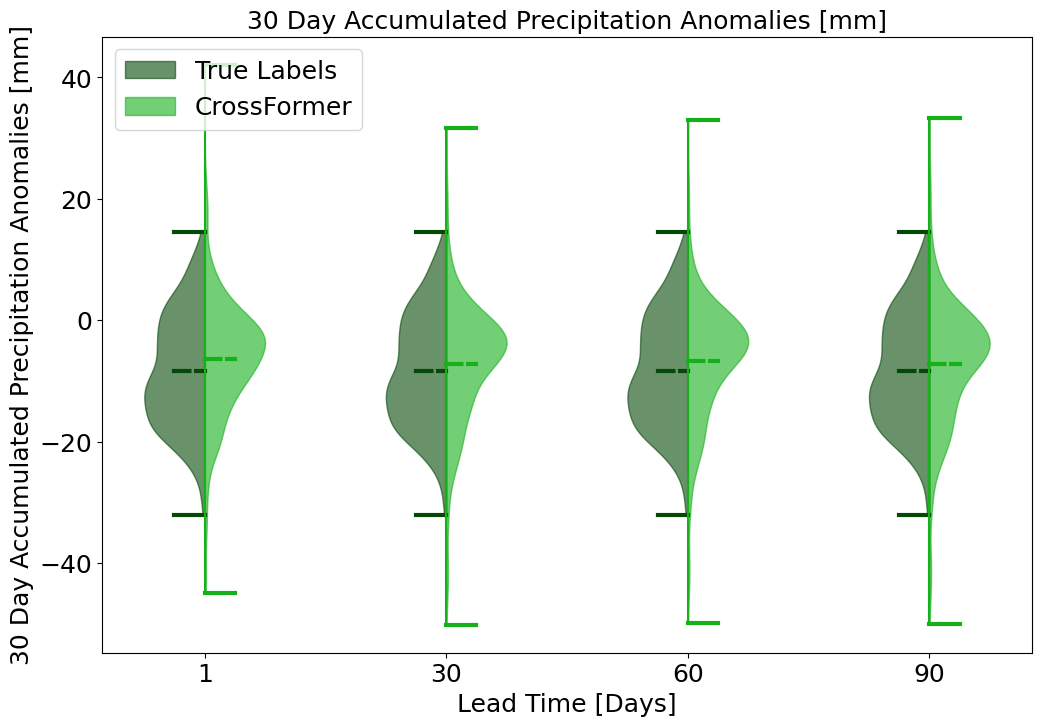 30 Day Accumulated Precipitation Anomalies [mm]
30 Day Accumulated Precipitation Anomalies [mm]
True Labels
CrossFormer
40
20
0
−20
−40
1 30 60 90
Lead Time [Days]